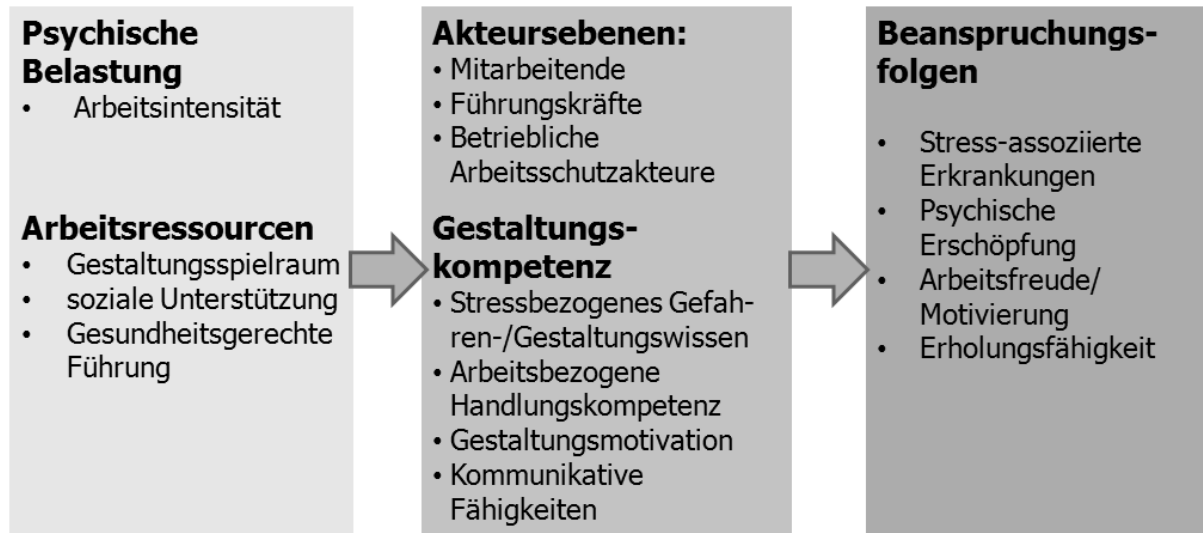 Psychische
Belastung
• Arbeitsintensität
Arbeitsressourcen
• Gestaltungsspielraum
• soziale Unterstützung
• Gesundheitsgerechte
Führung
Akteursebenen:
• Mitarbeitende
• Führungskräfte
• Betriebliche
Arbeitsschutzakteure
Gestaltungs-
kompetenz
• Stressbezogenes Gefah-
ren-/Gestaltungswissen
• Arbeitsbezogene
Handlungskompetenz
• Gestaltungsmotivation
• Kommunikative
Fähigkeiten
Beanspruchungs-
folgen
• Stress-assoziierte
Erkrankungen
• Psychische
Erschöpfung
• Arbeitsfreude/
Motivierung
• Erholungsfähigkeit